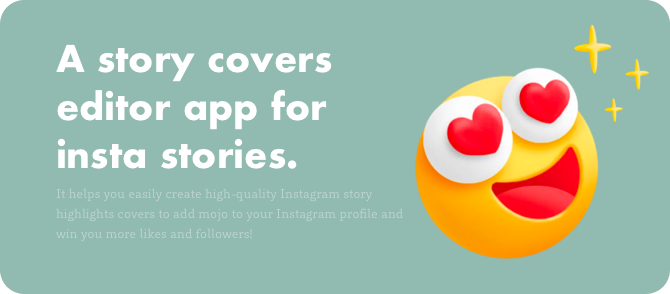 A story covers
editor app for
insta stories.
It helps you easily create high-quality Instagram story
highlights covers to add mojo to your Instagram profile and
win you more likes and followers!